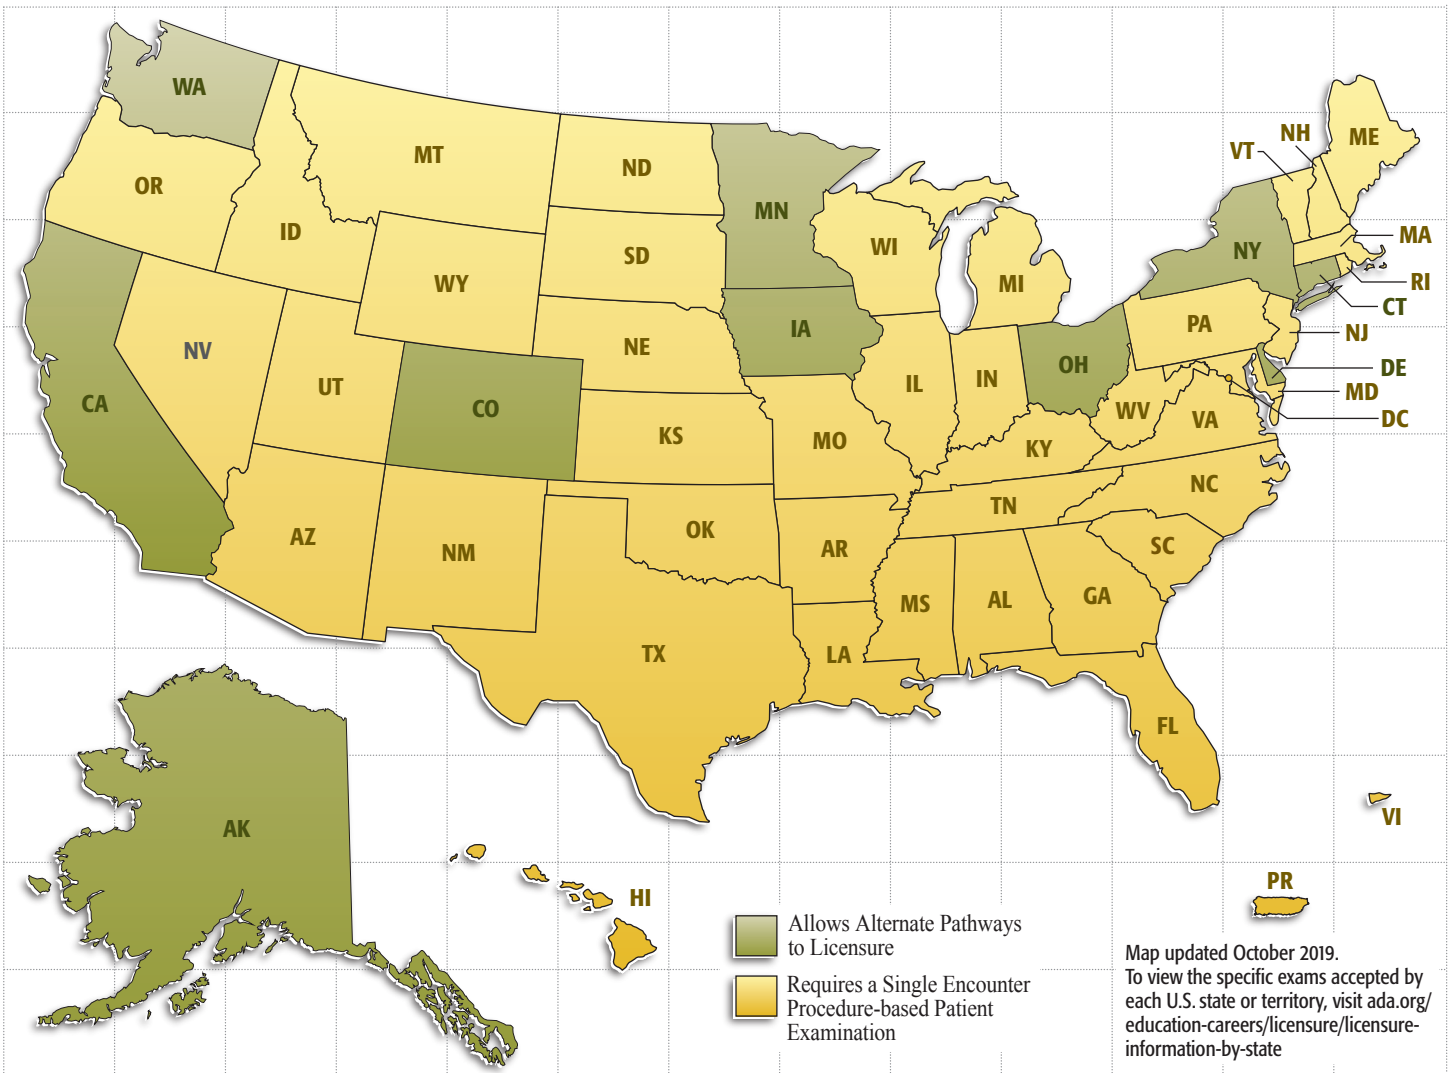 WA
MT
ND
MN
OR
ID
WY
SD
WI
MI
NH
VT
ME
NY
MA
RI
CT
NJ
PA
DE
MD
DC
NV
UT
CA
CO
NE
IA
IL
IN
OH
WV
VA
KS
MO
KY
AZ
NM
OK
AR
TN
NC
SC
MS
AL
GA
TX
LA
FL
AK
HI
VI
PR
Allows Alternate Pathways
to Licensure
Requires a Single Encounter
Procedure-based Patient
Examination
Map updated October 2019.
To view the specific exams accepted by
each U.S. state or territory, visit ada.org/
education-careers/licensure/licensure-
information-by-state